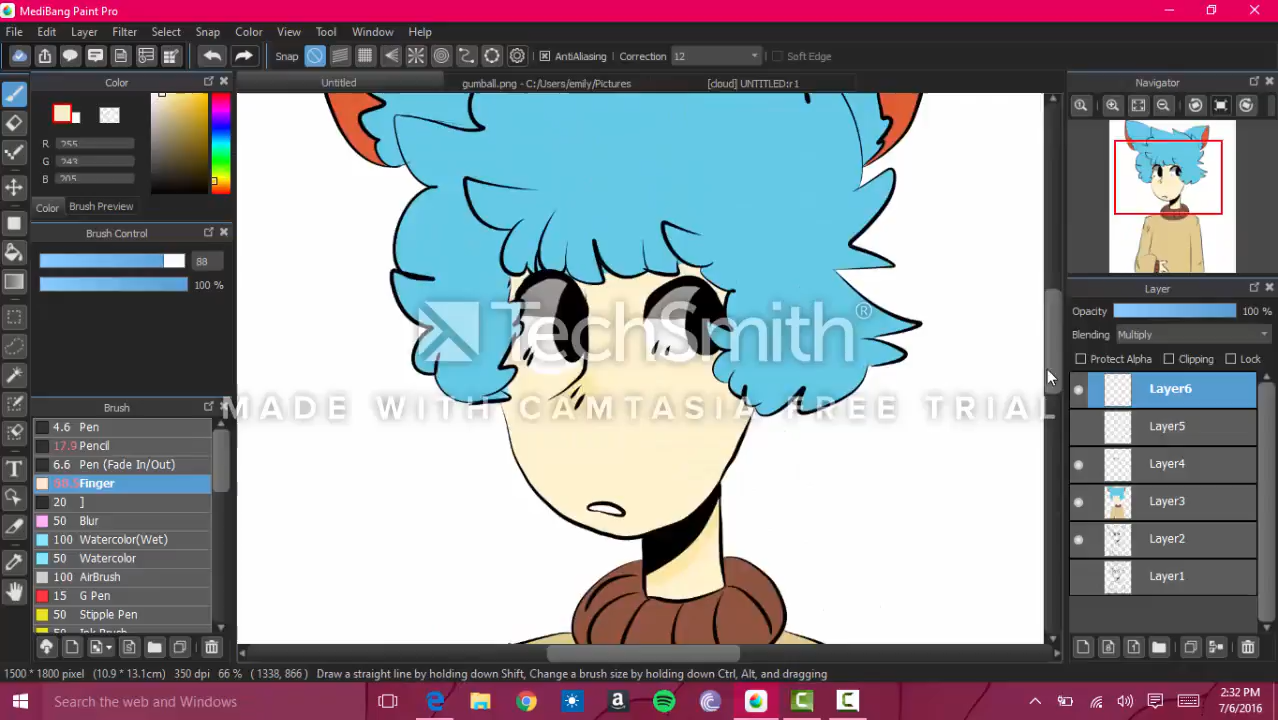 MediBang Paint Pro
File Edit Layer Filter Select Snap Color View Tool Window Help
Snap AntiAliasing Correction 12 Soft Edge
Color
Untitled gumball.png - C:/Users/emily/Pictures [cloud] UNTITLED:r1
Navigator
R 255
G 243
B 205
Color Brush Preview
Brush Control
88
100 %
Layer
Opacity 100 %
Blending Multiply
Protect Alpha Clipping Lock
Layer6
Layer5
Layer4
Layer3
Layer2
Layer1
TechSmith®
MADE WITH CAMTASIA FREE TRIAL
Brush
4.6 Pen
17.9 Pencil
6.6 Pen (Fade In/Out)
Finger
20 ]
50 Blur
100 Watercolor(Wet)
50 Watercolor
100 AirBrush
15 G Pen
50 Stipple Pen
50 Ink Brush
1500 * 1800 pixel (10.9 * 13.1cm) 350 dpi 66 % ( 1338, 866 ) Draw a straight line by holding down Shift, Change a brush size by holding down Ctrl, Alt, and dragging
Search the web and Windows
2:32 PM
7/6/2016